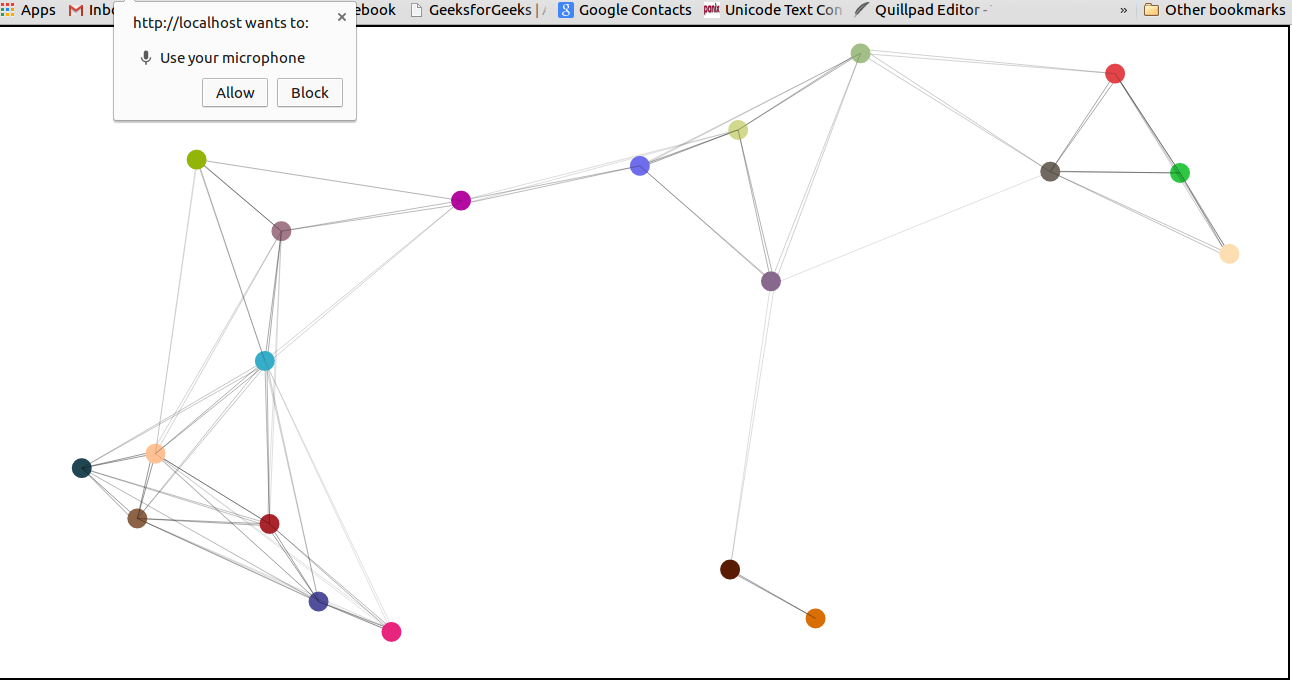 Apps Inbo ebook GeeksforGeeks | Google Contacts Unicode Text Con Quillpad Editor - » Other bookmarks
http://localhost wants to: ×
Use your microphone
Allow Block